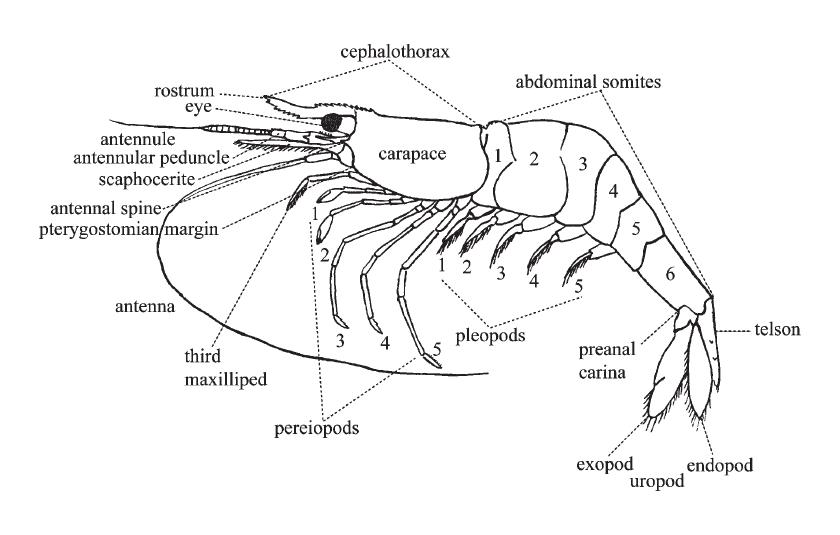 cephalothorax
abdominal somites
rostrum
eye
antennule
antennular peduncle
scaphocerite
antennal spine
pterygostomian margin
carapace
1
2
3
4
5
6
1
2
3
4
5
1
2
3
4
5
antenna
third
maxilliped
pereiopods
pleopods
preanal
carina
telson
exopod
uropod
endopod